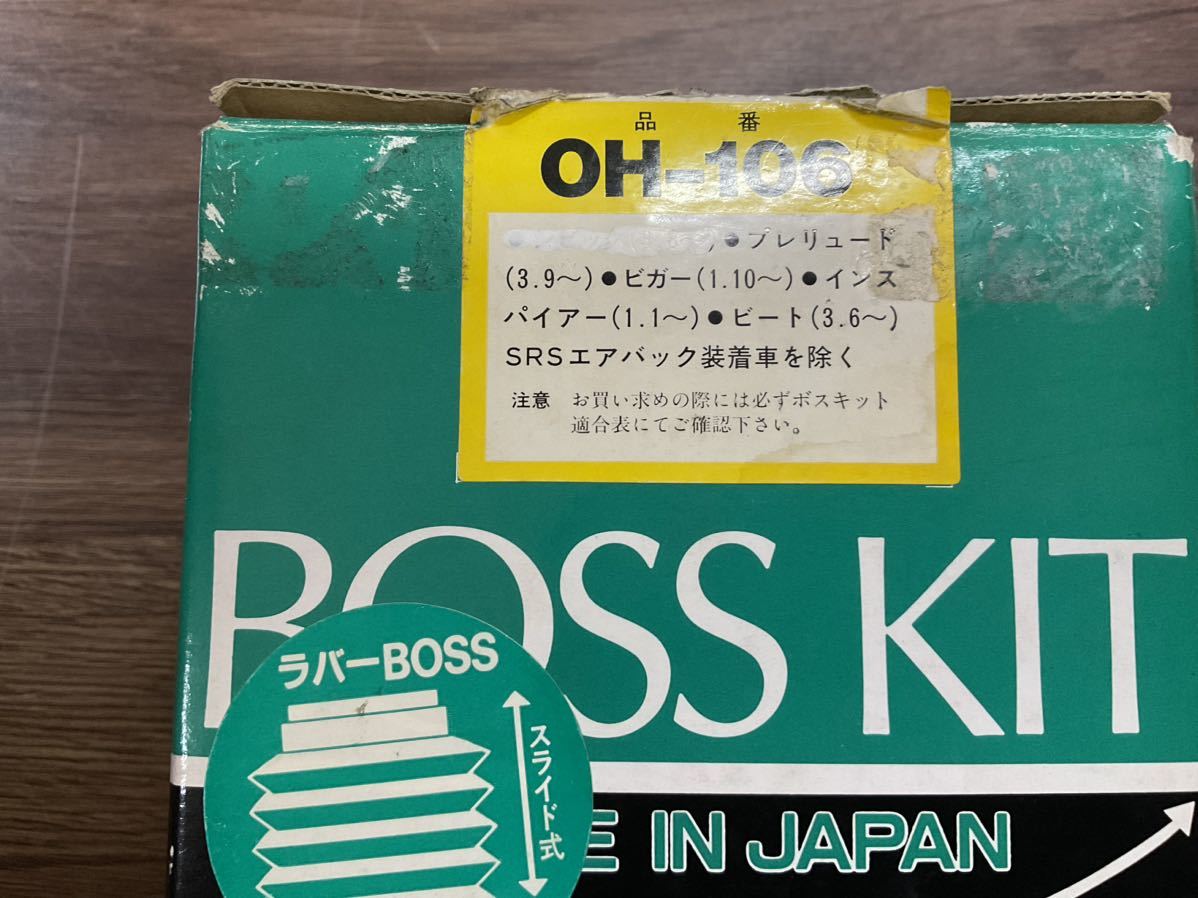 品番
OH-106
)●プレリュード
(3.9～)●ビガー(1.10～)●インス
パイアー(1.1～)●ビート(3.6～)
SRSエアバック装着車を除く
注意 お買い求めの際には必ずボスキット
適合表にてご確認下さい。
BOSS KIT
ラバーBOSS
スライド式
E IN JAPAN